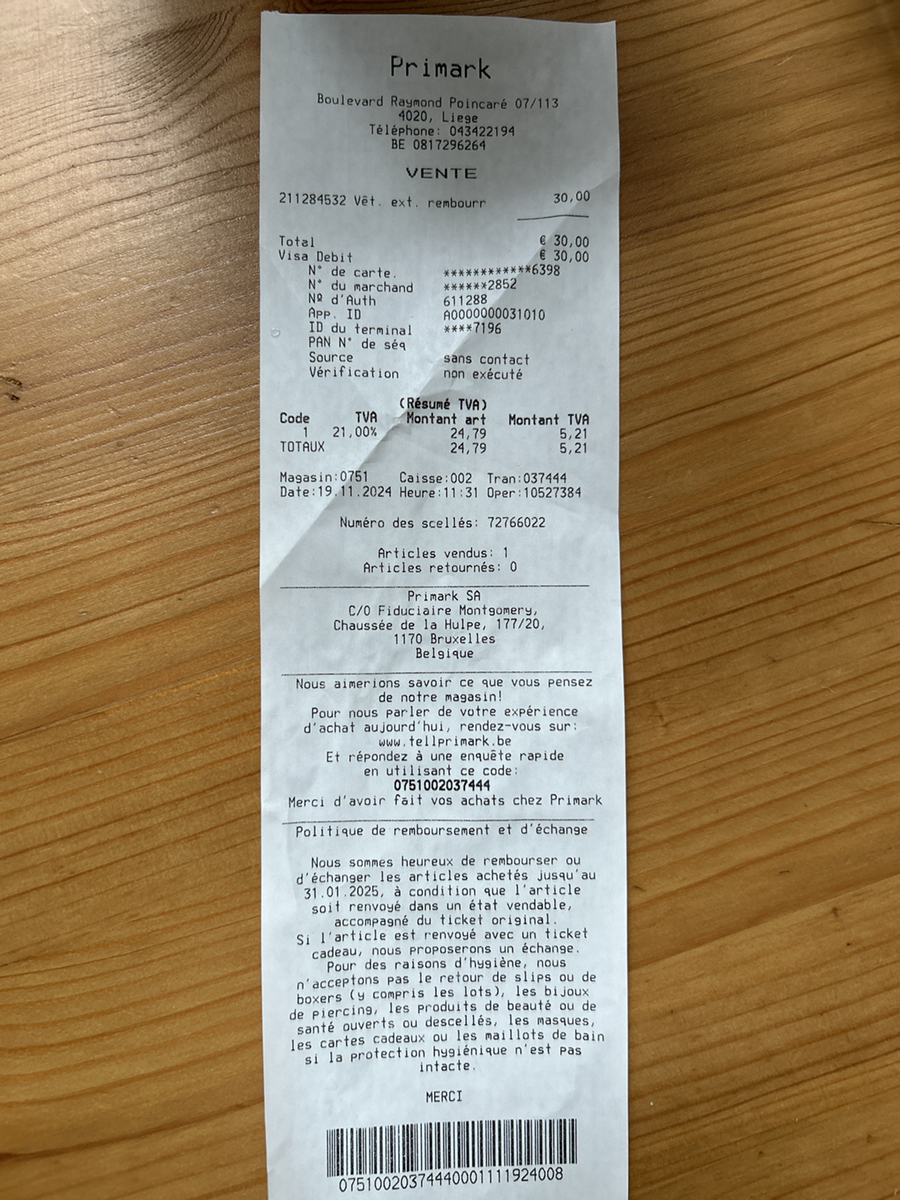 Primark
Boulevard Raymond Poincaré 07/113
4020, Liege
Téléphone: 043422194
BE 0817296264
VENTE
211284532 Vêt. ext. rembourr 30,00
Total € 30,00
Visa Debit € 30,00
N° de carte. ************6398
N° du marchand ******2852
Nº d'Auth 611288
App. ID A0000000031010
ID du terminal ****7196
PAN N° de séq
Source sans contact
Vérification non exécuté
(Résumé TVA)
Code TVA Montant art Montant TVA
1 21,00% 24,79 5,21
TOTAUX 24,79 5,21
Magasin:0751 Caisse:002 Tran:037444
Date:19.11.2024 Heure:11:31 Oper:10527384
Numéro des scellés: 72766022
Articles vendus: 1
Articles retournés: 0
Primark SA
C/O Fiduciaire Montgomery,
Chaussée de la Hulpe, 177/20,
1170 Bruxelles
Belgique
Nous aimerions savoir ce que vous pensez
de notre magasin!
Pour nous parler de votre expérience
d'achat aujourd'hui, rendez-vous sur:
www.tellprimark.be
Et répondez à une enquête rapide
en utilisant ce code:
0751002037444
Merci d'avoir fait vos achats chez Primark
Politique de remboursement et d'échange
Nous sommes heureux de rembourser ou
d'échanger les articles achetés jusqu'au
31.01.2025, à condition que l'article
soit renvoyé dans un état vendable,
accompagné du ticket original.
Si l'article est renvoyé avec un ticket
cadeau, nous proposerons un échange.
Pour des raisons d'hygiène, nous
n'acceptons pas le retour de slips ou de
boxers (y compris les lots), les bijoux
de piercing, les produits de beauté ou de
santé ouverts ou descellés, les masques,
les cartes cadeaux ou les maillots de bain
si la protection hygiénique n'est pas
intacte.
MERCI
07510020374440001111924008